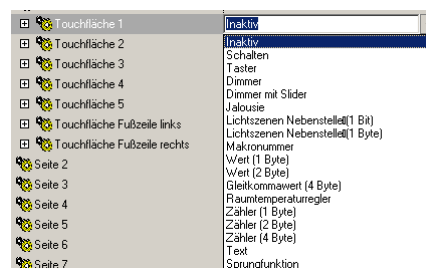 Touchfläche 1
Touchfläche 2
Touchfläche 3
Touchfläche 4
Touchfläche 5
Touchfläche Fußzeile links
Touchfläche Fußzeile rechts
Seite 2
Seite 3
Seite 4
Seite 5
Seite 6
Seite 7
Inaktiv
Inaktiv
Schalten
Taster
Dimmer
Dimmer mit Slider
Jalousie
Lichtszenen Nebenstelle (1 Bit)
Lichtszenen Nebenstelle (1 Byte)
Makronummer
Wert (1 Byte)
Wert (2 Byte)
Gleitkommawert (4 Byte)
Raumtemperaturregler
Zähler (1 Byte)
Zähler (2 Byte)
Zähler (4 Byte)
Text
Sprungfunktion